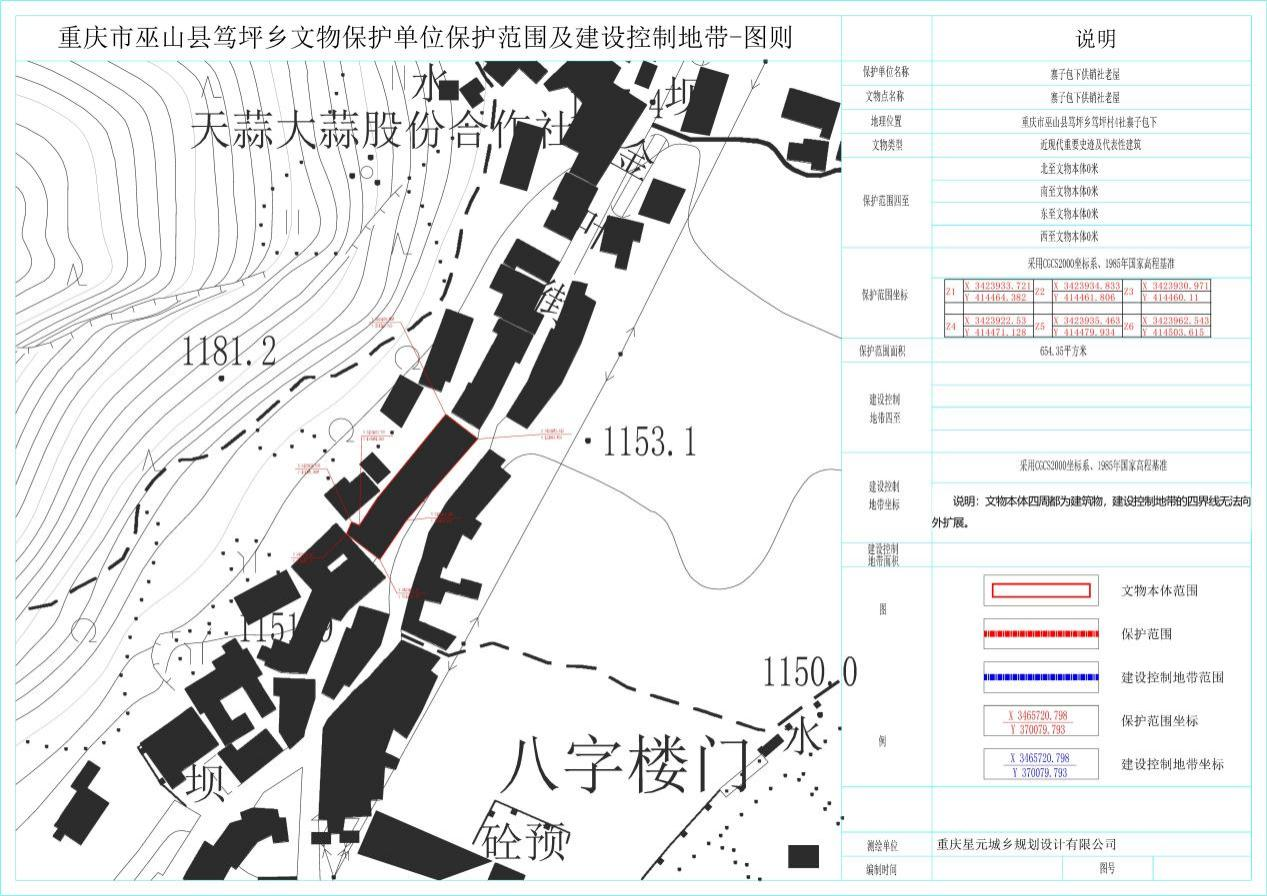 重庆市巫山县笃坪乡文物保护单位保护范围及建设控制地带-图则
水
坝
天蒜大蒜股份合作社
金
叶
硅
1181.2
1153.1
1151.9
1150.0
八字楼门
水
坝
砼预
说明
保护单位名称 寨子包下供销社老屋
文物点名称 寨子包下供销社老屋
地理位置 重庆市巫山县笃坪乡笃坪村4社寨子包下
文物类型 近现代重要史迹及代表性建筑
保护范围四至
北至文物本体0米
南至文物本体0米
东至文物本体0米
西至文物本体0米
保护范围坐标
采用CGCS2000坐标系、1985年国家高程基准
Z1 X 3423933.721 Y 414464.382
Z2 X 3423934.833 Y 414461.806
Z3 X 3423930.971 Y 414460.11
Z4 X 3423922.53 Y 414471.128
Z5 X 3423935.463 Y 414479.934
Z6 X 3423962.543 Y 414503.615
保护范围面积 654.35平方米
建设控制
地带四至
建设控制
地带坐标
采用CGCS2000坐标系、1985年国家高程基准
说明：文物本体四周都为建筑物，建设控制地带的四界线无法向
外扩展。
建设控制
地带面积
图
例
文物本体范围
保护范围
建设控制地带范围
X 3465720.798
Y 370079.793
保护范围坐标
X 3465720.798
Y 370079.793
建设控制地带坐标
测绘单位 重庆星元城乡规划设计有限公司
编制时间 图号